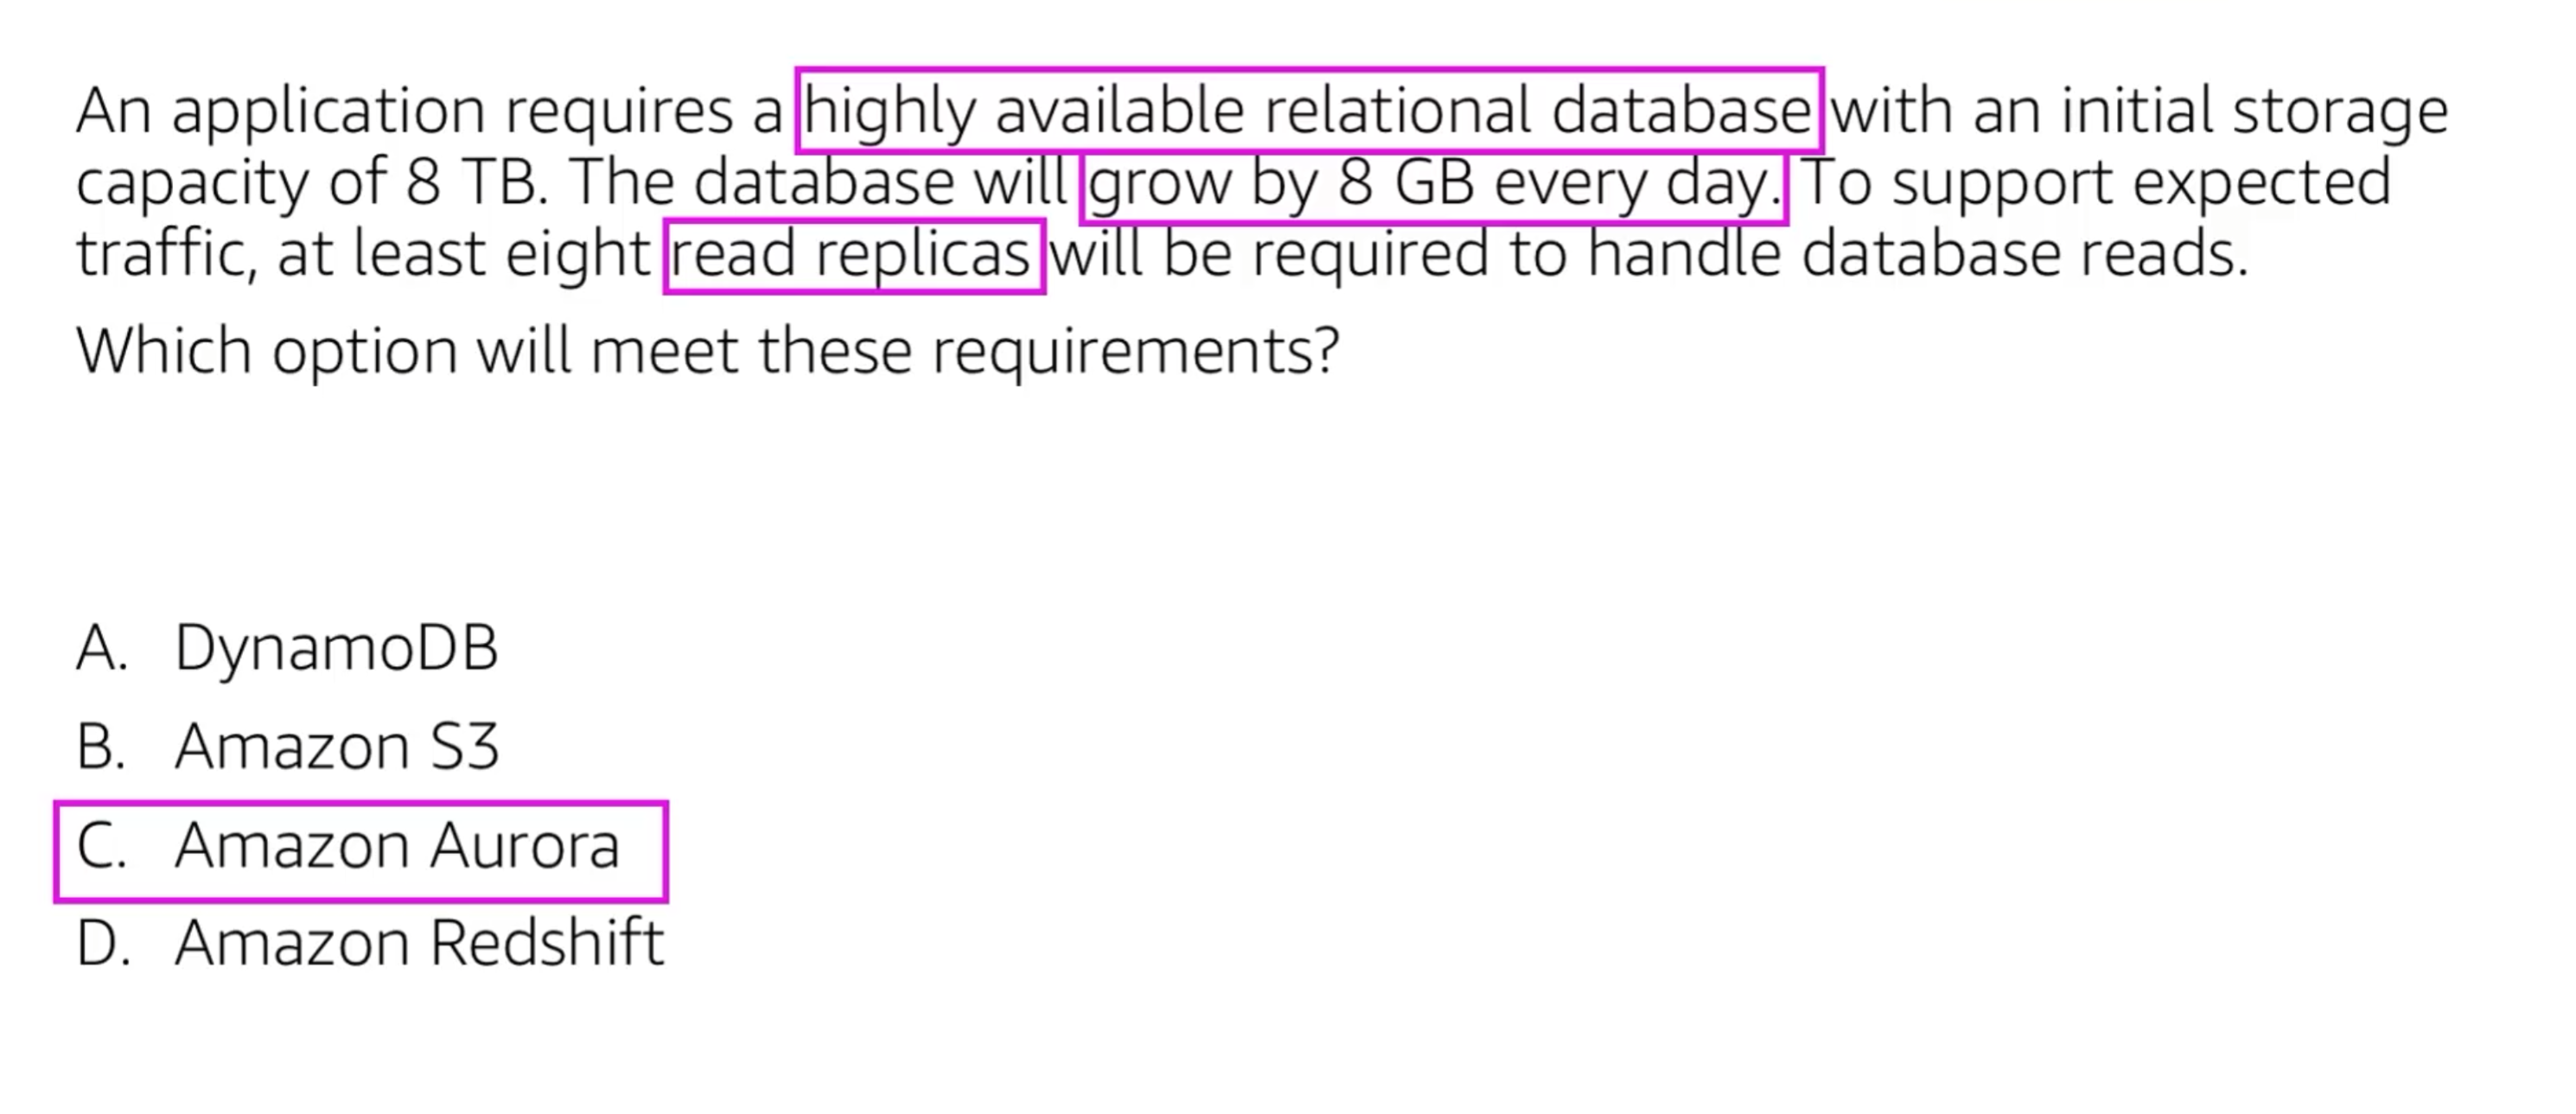 An application requires a highly available relational database with an initial storage
capacity of 8 TB. The database will grow by 8 GB every day. To support expected
traffic, at least eight read replicas will be required to handle database reads.
Which option will meet these requirements?
A. DynamoDB
B. Amazon S3
C. Amazon Aurora
D. Amazon Redshift